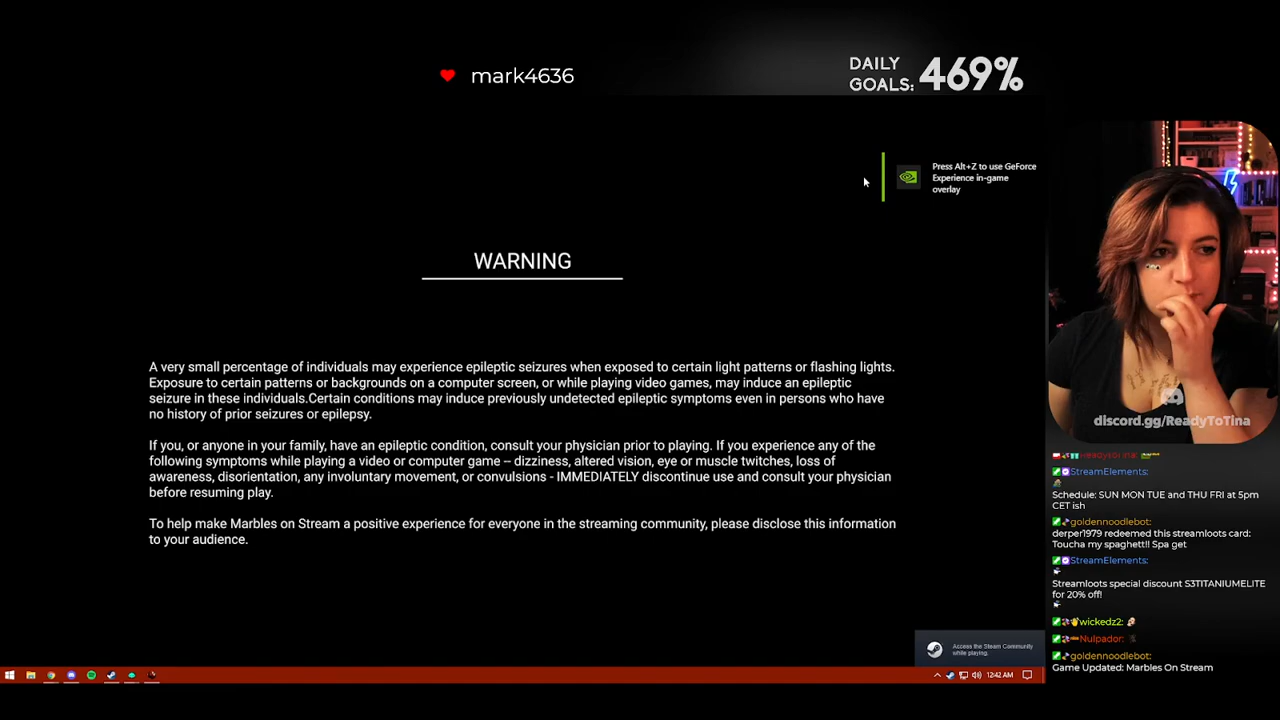 mark4636
DAILY
GOALS: 469%
Press Alt+Z to use GeForce
Experience in-game
overlay
WARNING
A very small percentage of individuals may experience epileptic seizures when exposed to certain light patterns or flashing lights.
Exposure to certain patterns or backgrounds on a computer screen, or while playing video games, may induce an epileptic
seizure in these individuals.Certain conditions may induce previously undetected epileptic symptoms even in persons who have
no history of prior seizures or epilepsy.
If you, or anyone in your family, have an epileptic condition, consult your physician prior to playing. If you experience any of the
following symptoms while playing a video or computer game -- dizziness, altered vision, eye or muscle twitches, loss of
awareness, disorientation, any involuntary movement, or convulsions - IMMEDIATELY discontinue use and consult your physician
before resuming play.
To help make Marbles on Stream a positive experience for everyone in the streaming community, please disclose this information
to your audience.
discord.gg/ReadyToTina
StreamElements:
Schedule: SUN MON TUE and THU FRI at 5pm
CET ish
goldennoodlebot:
derper1979 redeemed this streamloots card:
Toucha my spaghett!! Spa get
StreamElements:
Streamloots special discount S3TITANIUMELITE
for 20% off!
wickedz2:
Nulpador:
goldennoodlebot:
Game Updated: Marbles On Stream
Access the Steam Community
while playing.
12:42 AM